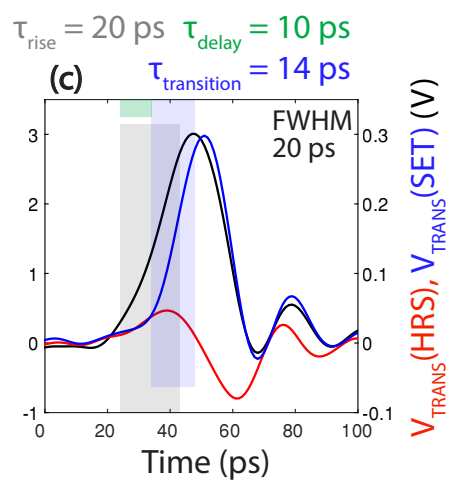 τrise = 20 ps
τdelay = 10 ps
τtransition = 14 ps
(c)
FWHM
20 ps
3
2
1
0
-1
0.3
0.2
0.1
0
-0.1
0
20
40
60
80
100
Time (ps)
VTRANS(HRS), VTRANS(SET) (V)